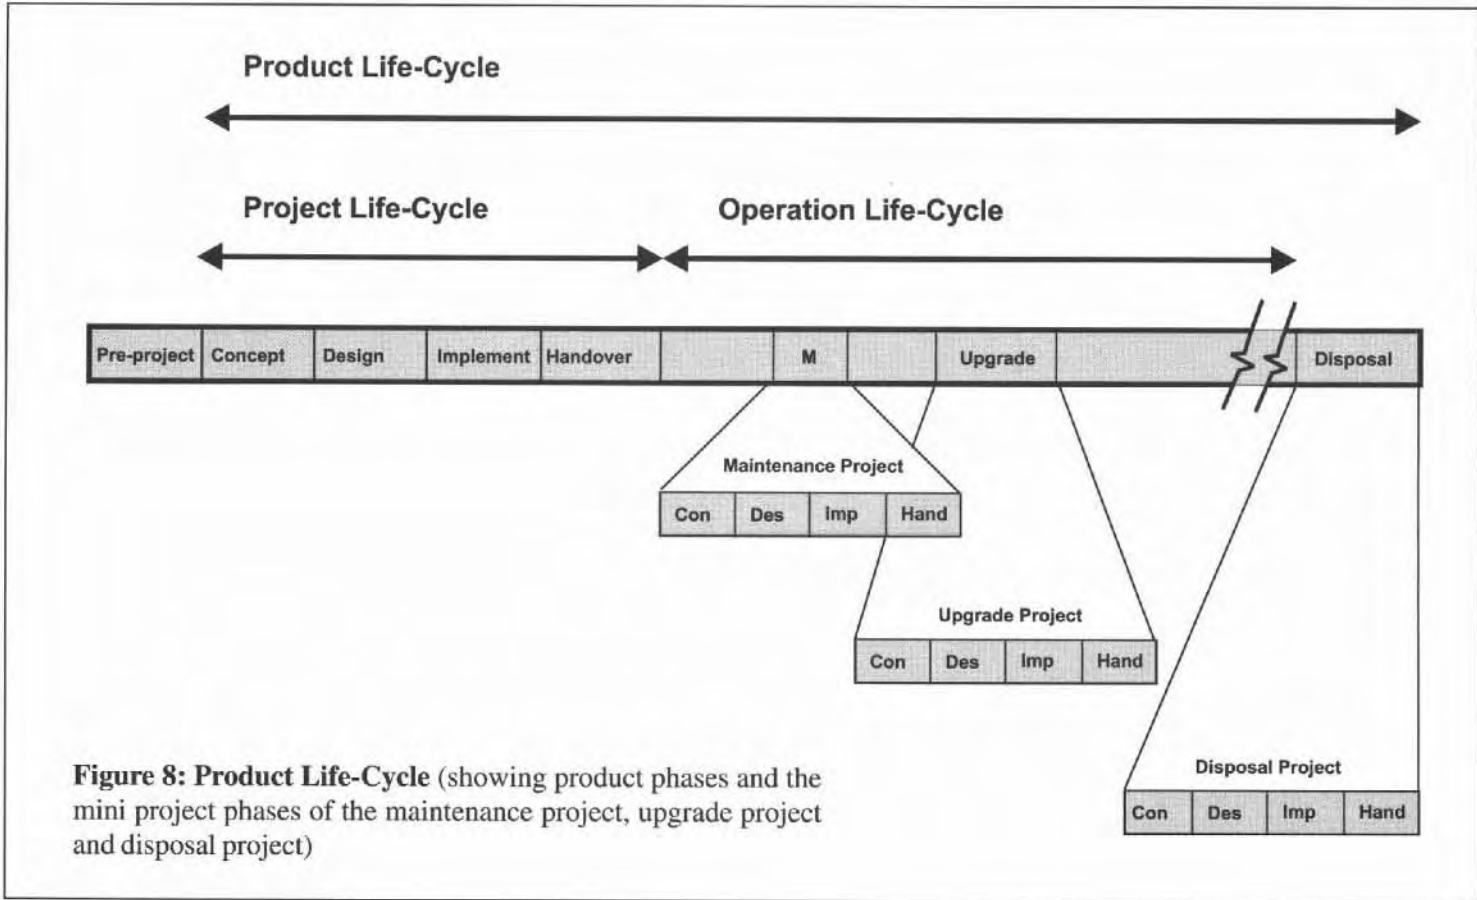 Product Life-Cycle
Project Life-Cycle
Operation Life-Cycle
Pre-project
Concept
Design
Implement
Handover
M
Upgrade
Disposal
Maintenance Project
Con
Des
Imp
Hand
Upgrade Project
Con
Des
Imp
Hand
Disposal Project
Con
Des
Imp
Hand
Figure 8: Product Life-Cycle (showing product phases and the
mini project phases of the maintenance project, upgrade project
and disposal project)